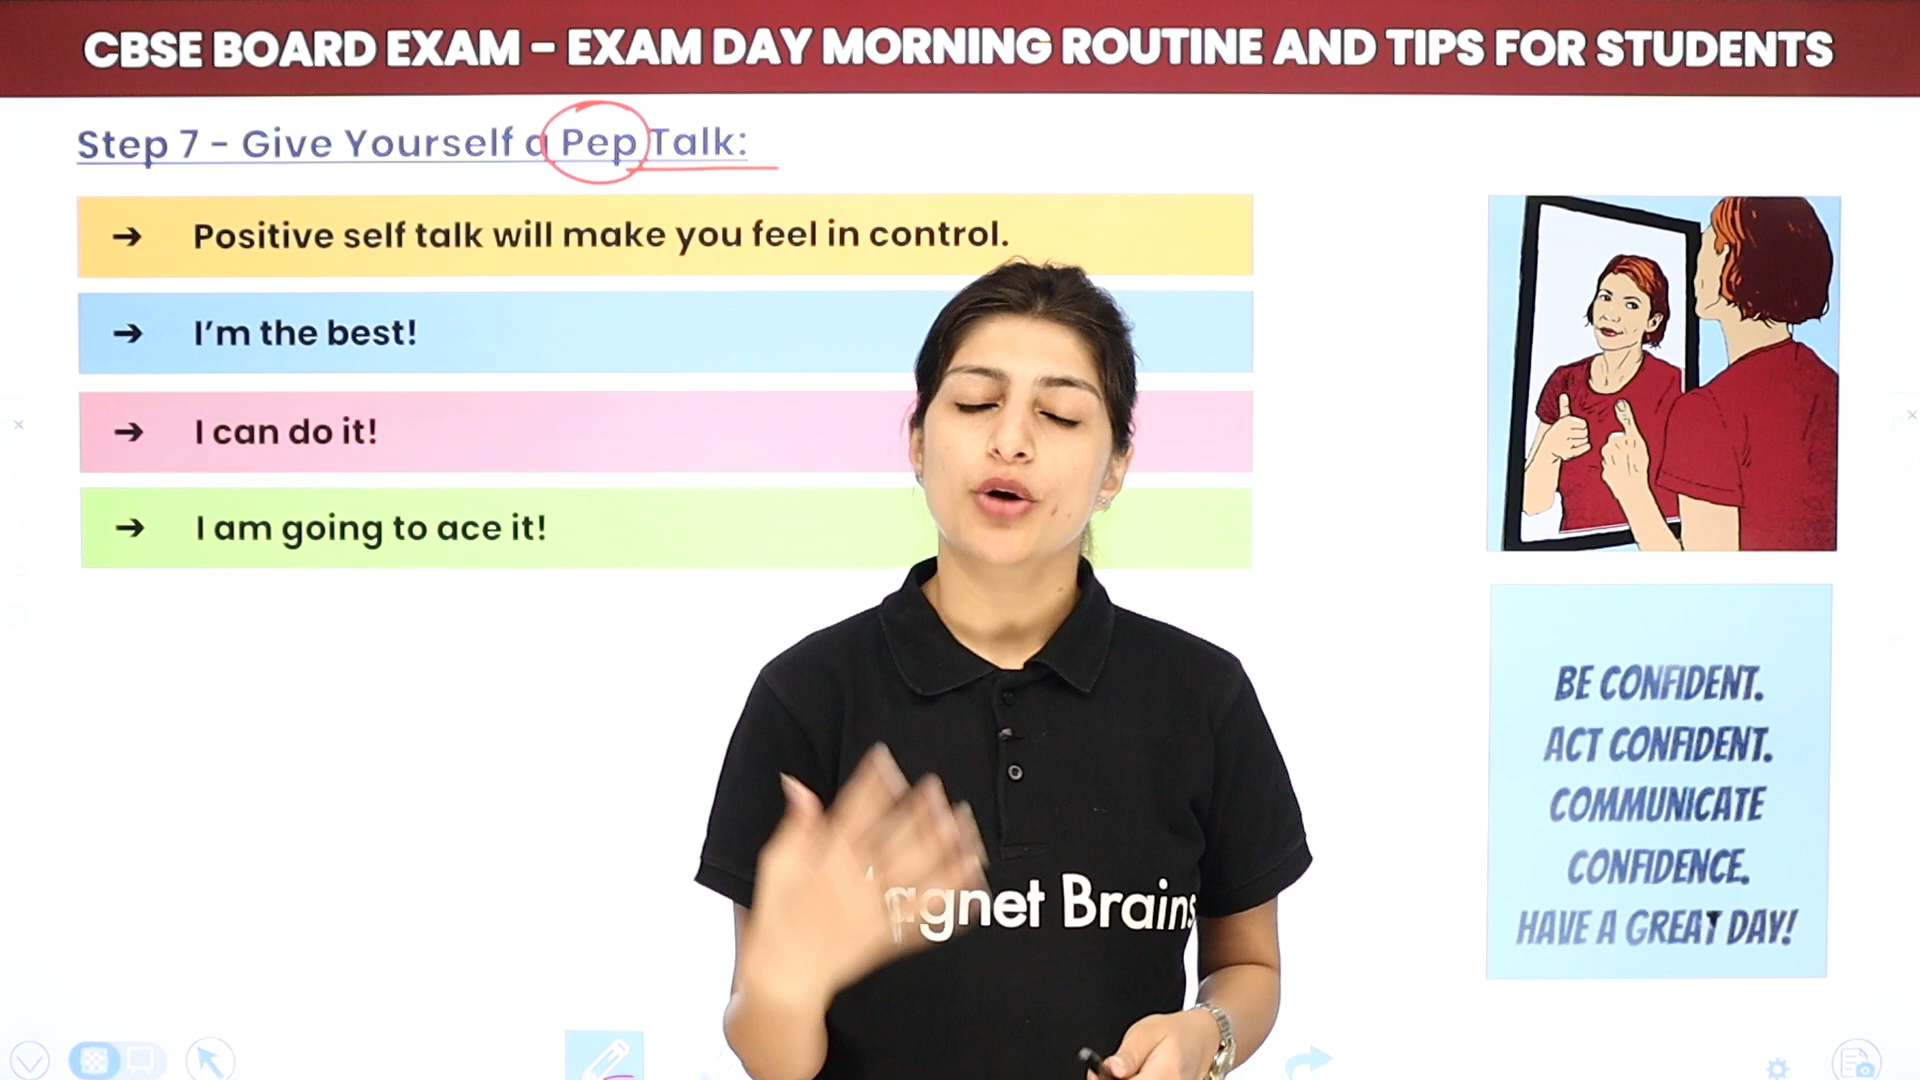 CBSE BOARD EXAM - EXAM DAY MORNING ROUTINE AND TIPS FOR STUDENTS
Step 7 - Give Yourself a Pep Talk:
➔ Positive self talk will make you feel in control.
➔ I'm the best!
➔ I can do it!
➔ I am going to ace it!
BE CONFIDENT.
ACT CONFIDENT.
COMMUNICATE
CONFIDENCE.
HAVE A GREAT DAY!
Magnet Brains